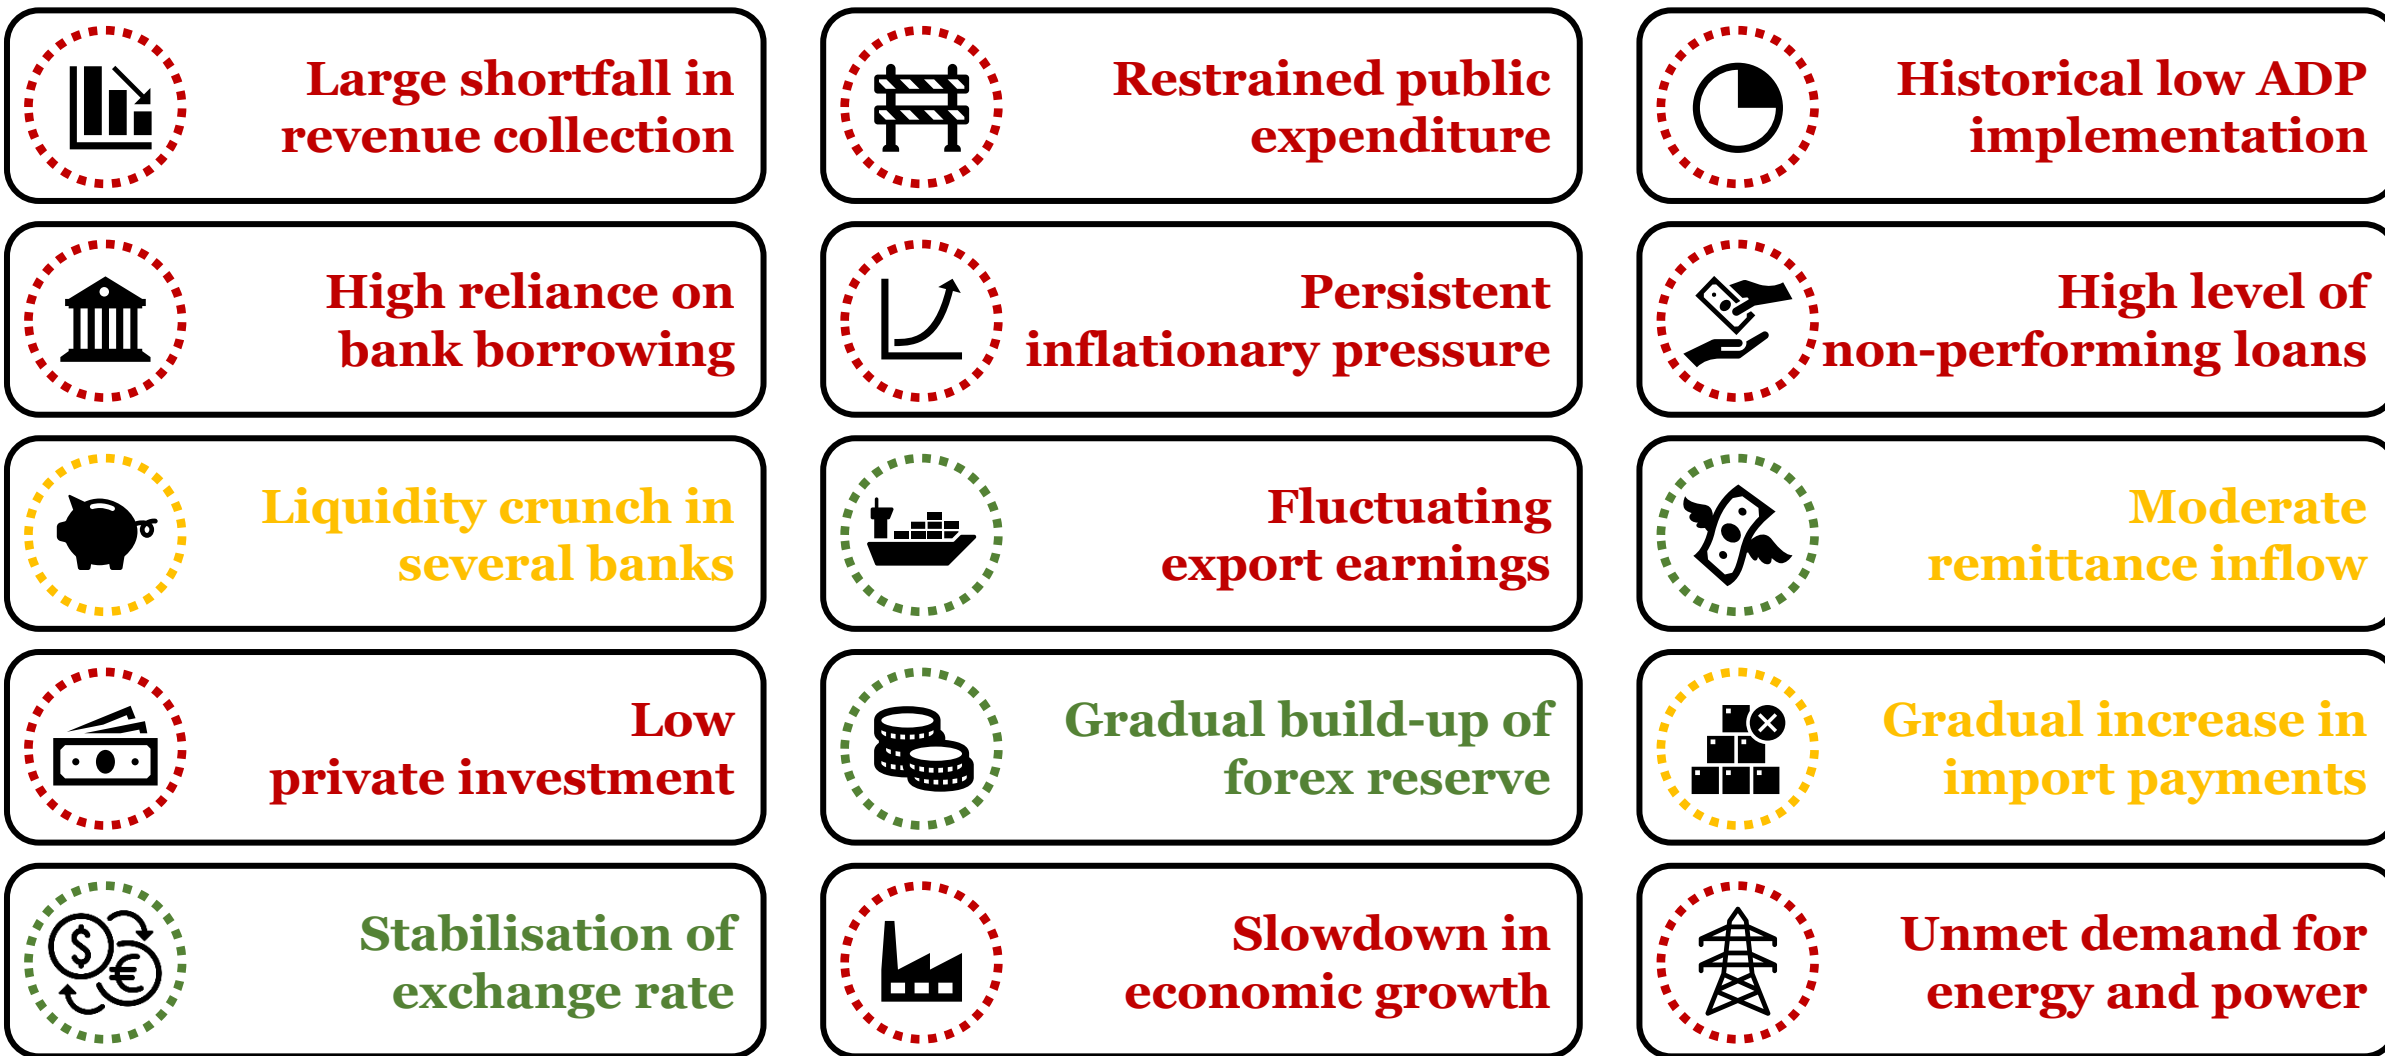 Large shortfall in
revenue collection
Restrained public
expenditure
Historical low ADP
implementation
High reliance on
bank borrowing
Persistent
inflationary pressure
High level of
non-performing loans
Liquidity crunch in
several banks
Fluctuating
export earnings
Moderate
remittance inflow
Low
private investment
Gradual build-up of
forex reserve
Gradual increase in
import payments
Stabilisation of
exchange rate
Slowdown in
economic growth
Unmet demand for
energy and power